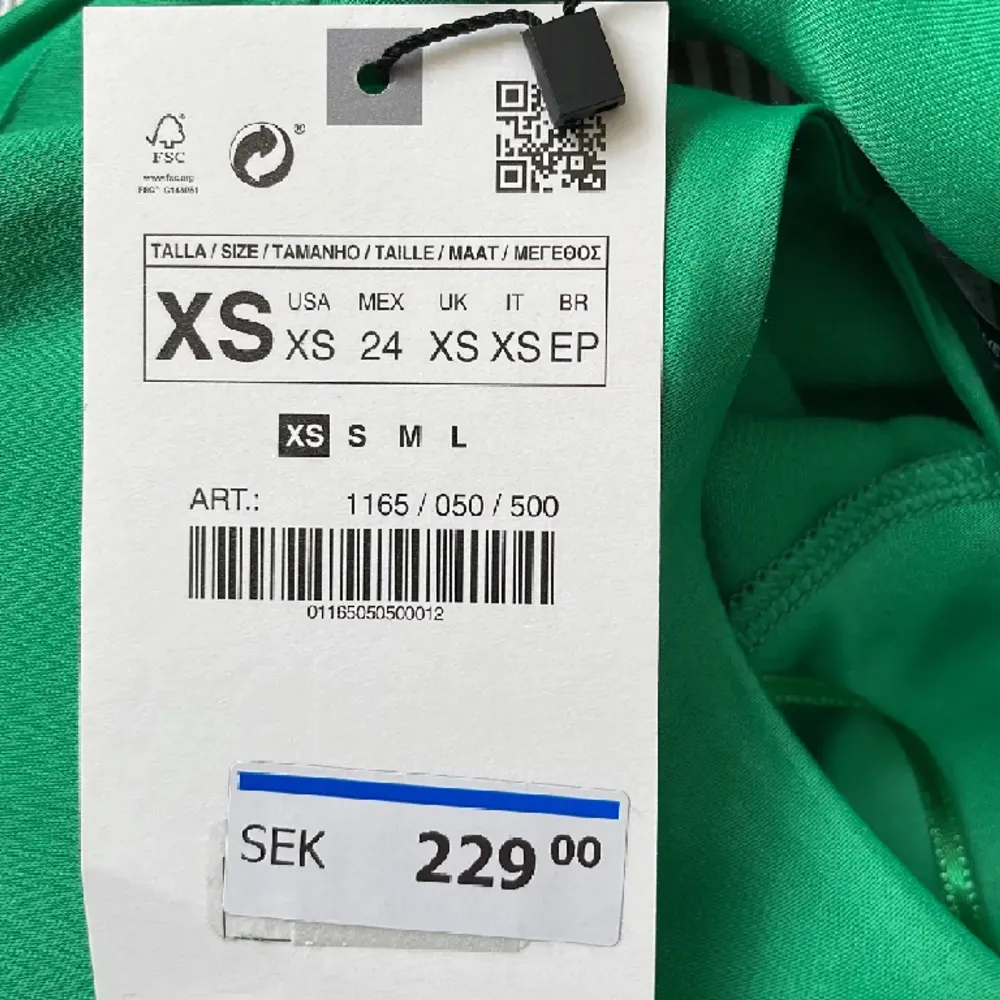 FSC
www.fsc.org
TALLA / SIZE / TAMANHO / TAILLE / MAAT / ΜΕΓΕΘΟΣ
XS
USA MEX UK IT BR
XS 24 XS XS EP
XS S M L
ART.: 1165 / 050 / 500
01165050500012
SEK 229 00